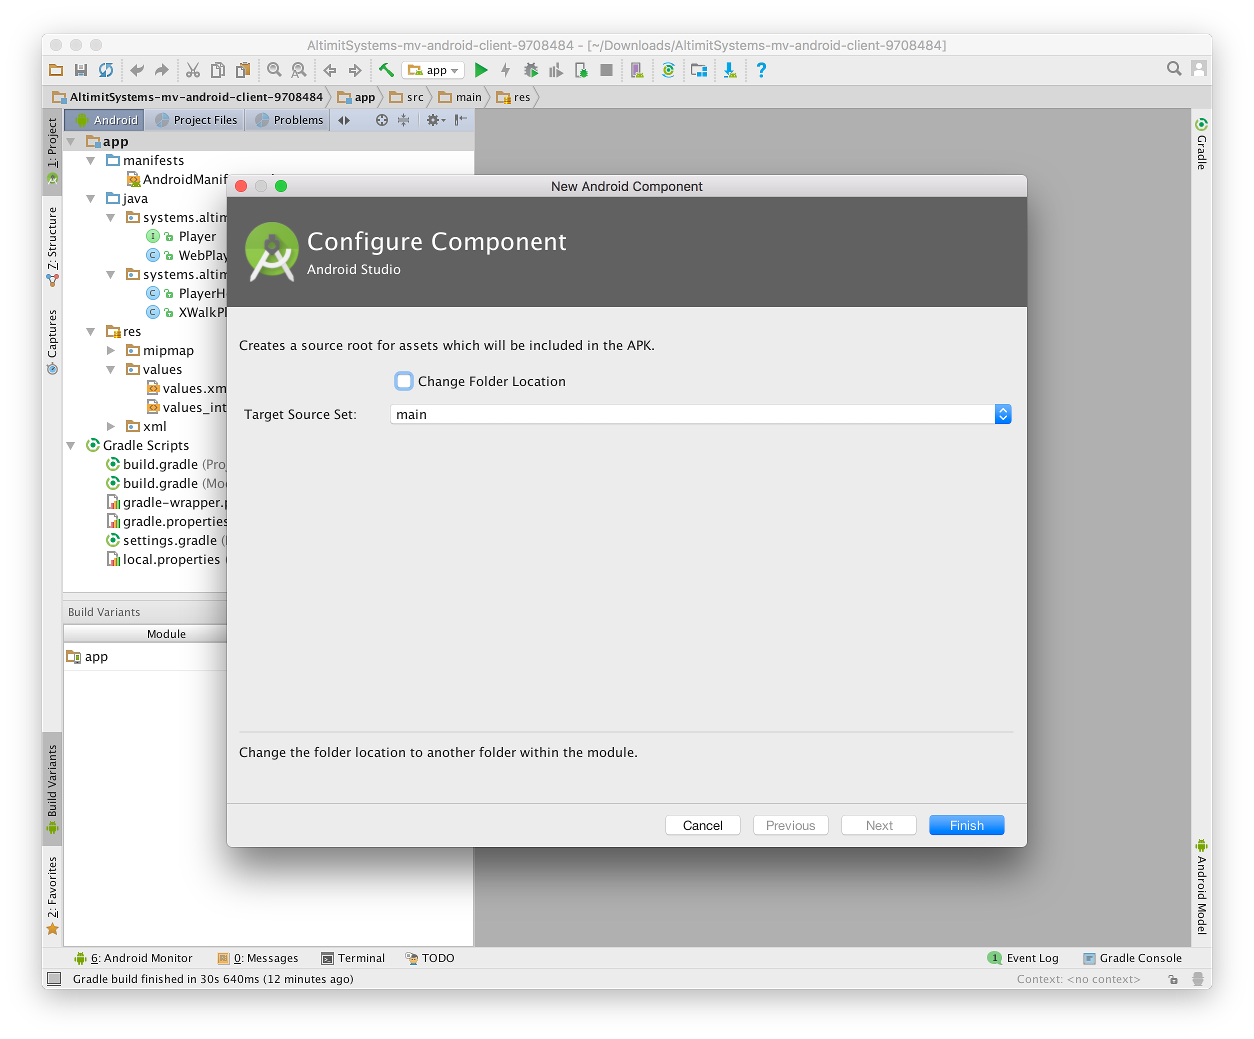 AltimitSystems-mv-android-client-9708484 - [~/Downloads/AltimitSystems-mv-android-client-9708484]
app
AltimitSystems-mv-android-client-9708484 app src main res
Android Project Files Problems
1: Project
Z: Structure
Captures
Build Variants
2: Favorites
app
manifests
AndroidManif
java
systems.altim
Player
WebPlay
systems.altim
PlayerH
XWalkPl
res
mipmap
values
values.xm
values_int
xml
Gradle Scripts
build.gradle (Proj
build.gradle (Mo
gradle-wrapper.p
gradle.properties
settings.gradle
local.properties
Build Variants
Module
app
New Android Component
Configure Component
Android Studio
Creates a source root for assets which will be included in the APK.
Change Folder Location
Target Source Set: main
Change the folder location to another folder within the module.
Cancel Previous Next Finish
Gradle
Android Model
6: Android Monitor 0: Messages Terminal TODO 1 Event Log Gradle Console
Gradle build finished in 30s 640ms (12 minutes ago) Context: <no context>